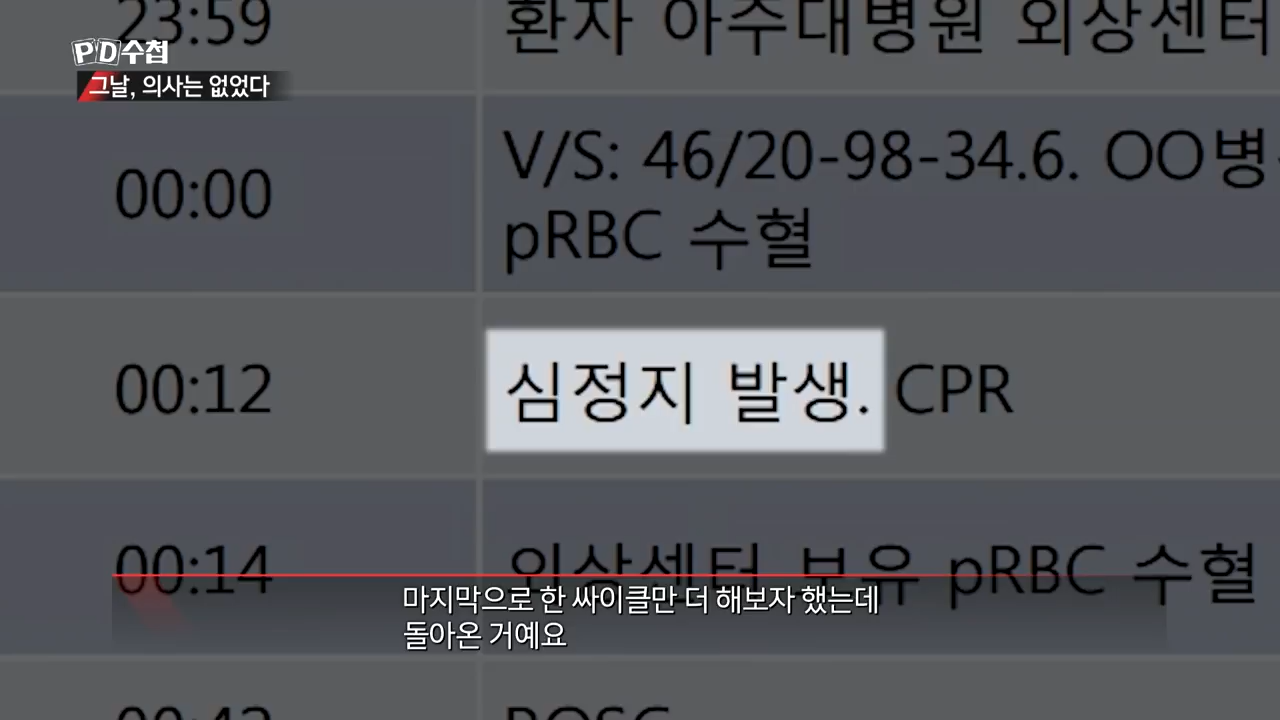 PD수첩
그날, 의사는 없었다
23:59
환자 아주대병원 외상센터
00:00
V/S: 46/20-98-34.6. OO병
pRBC 수혈
00:12
심정지 발생. CPR
00:14
외상센터 보유 pRBC 수혈
마지막으로 한 싸이클만 더 해보자 했는데
돌아온 거예요
ROSC